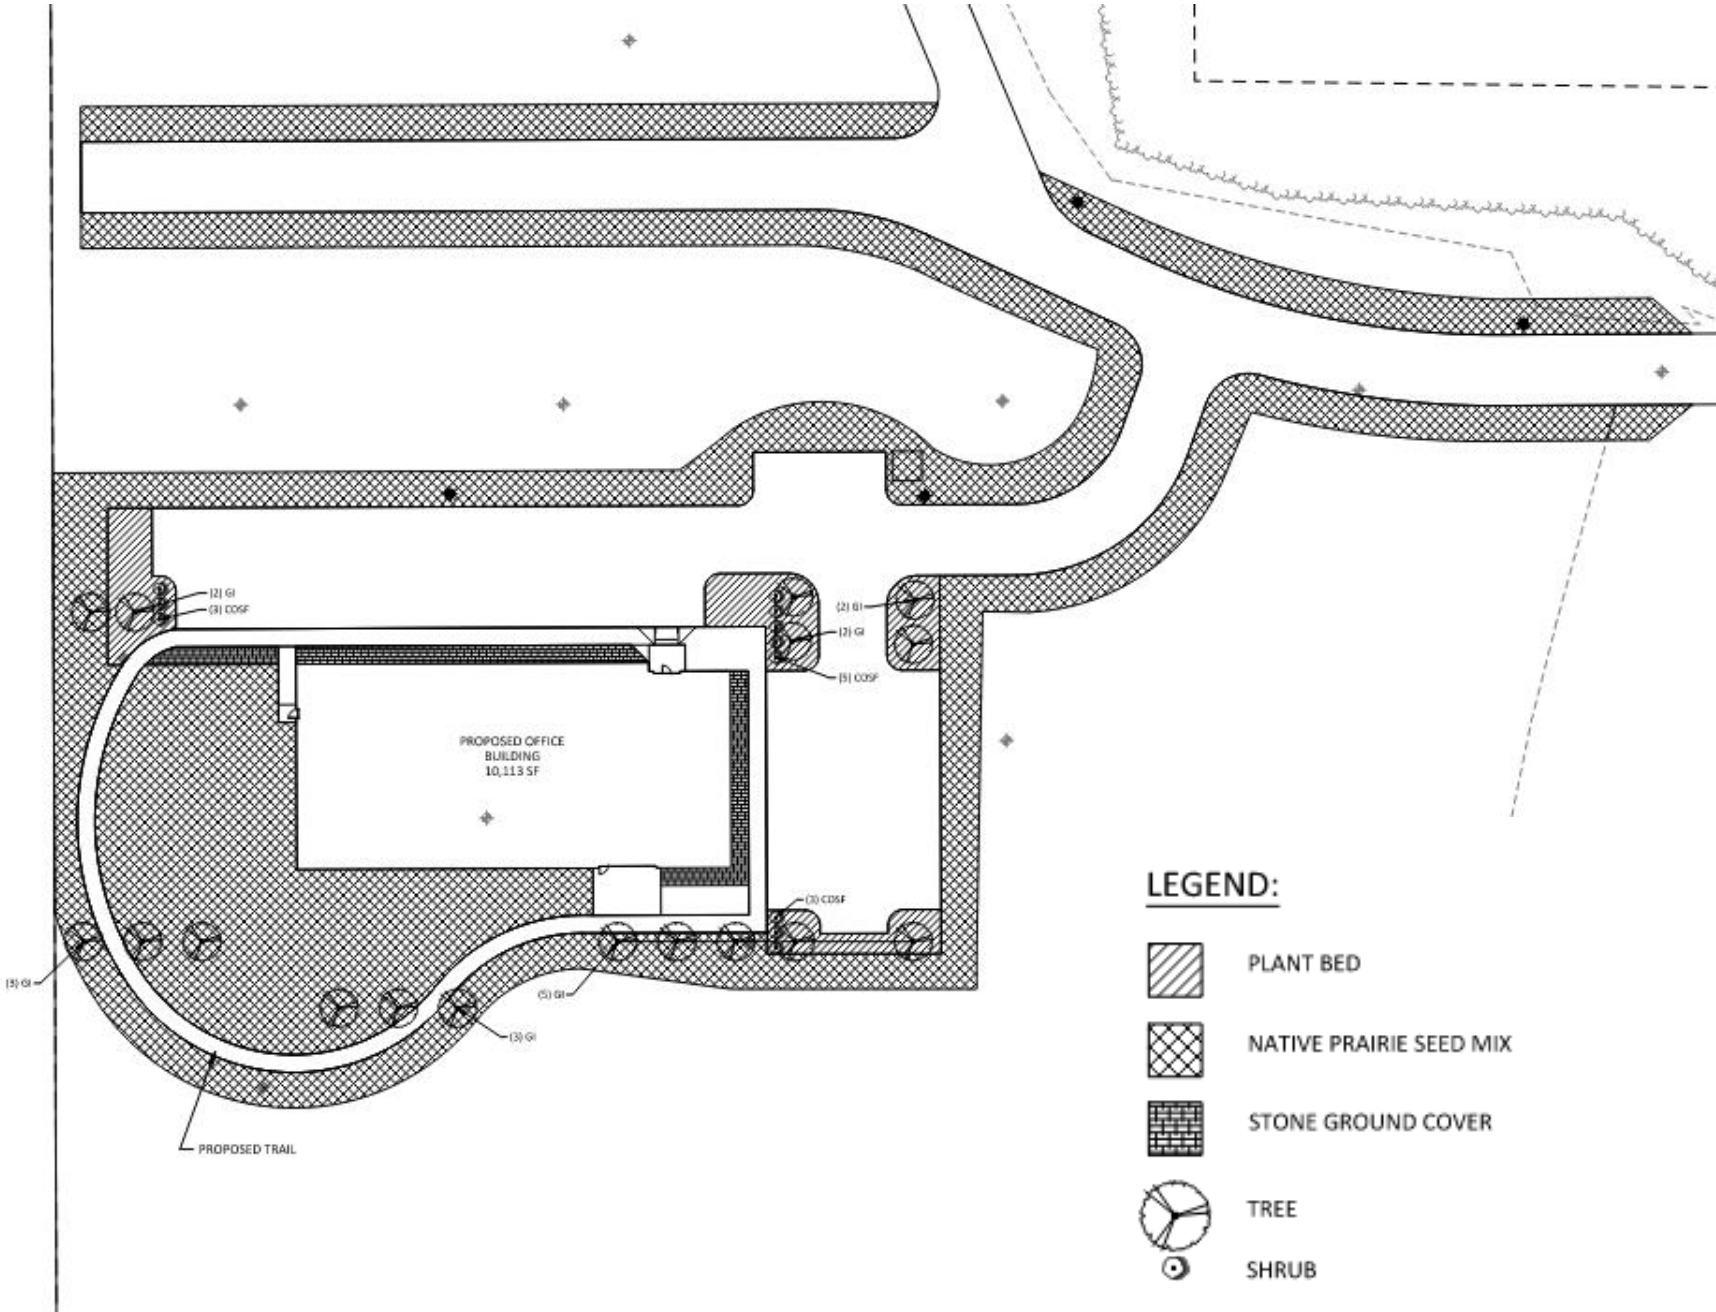 (2) GI
(3) COSF
(2) GI
(2) GI
(5) COSF
PROPOSED OFFICE
BUILDING
10,113 SF
(3) COSF
(3) GI
(5) GI
(3) GI
PROPOSED TRAIL
LEGEND:
PLANT BED
NATIVE PRAIRIE SEED MIX
STONE GROUND COVER
TREE
SHRUB